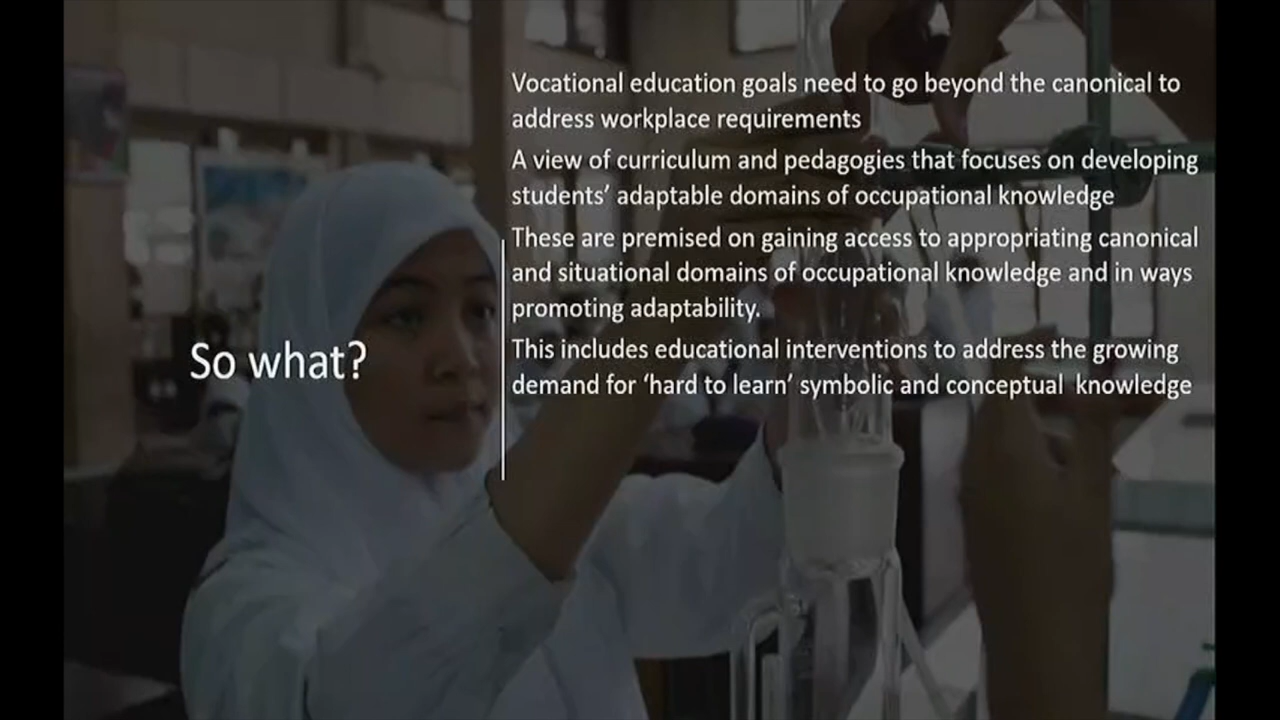 So what?
Vocational education goals need to go beyond the canonical to
address workplace requirements
A view of curriculum and pedagogies that focuses on developing
students’ adaptable domains of occupational knowledge
These are premised on gaining access to appropriating canonical
and situational domains of occupational knowledge and in ways
promoting adaptability.
This includes educational interventions to address the growing
demand for ‘hard to learn’ symbolic and conceptual knowledge